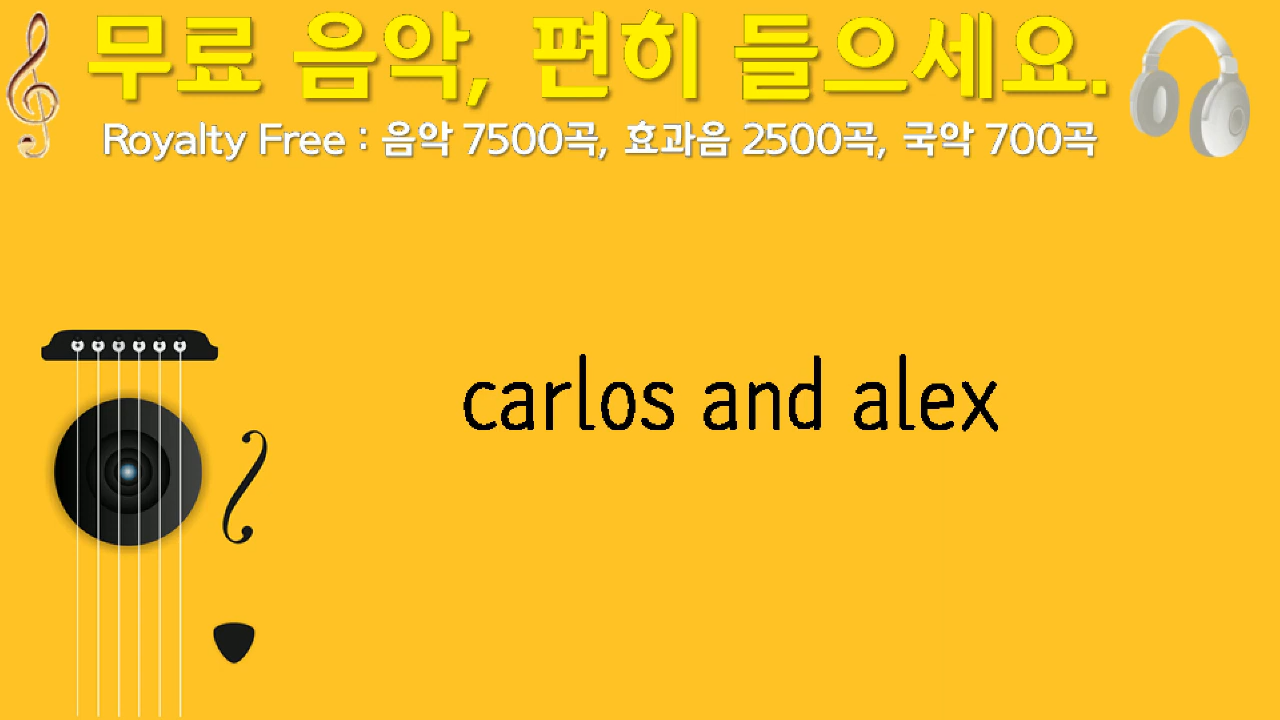 무료 음악, 편히 들으세요.
Royalty Free : 음악 7500곡, 효과음 2500곡, 국악 700곡
carlos and alex